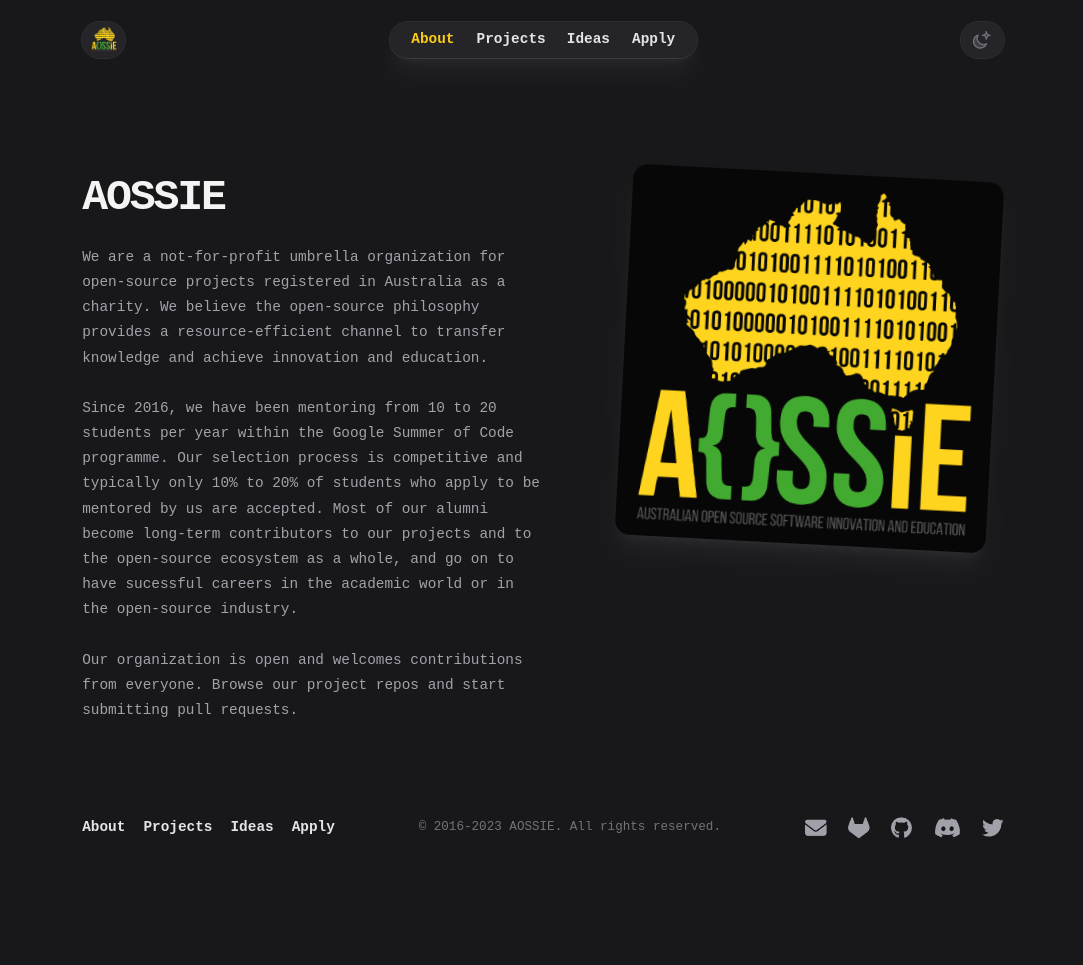 AOSSIE
About Projects Ideas Apply
AOSSIE
We are a not-for-profit umbrella organization for
open-source projects registered in Australia as a
charity. We believe the open-source philosophy
provides a resource-efficient channel to transfer
knowledge and achieve innovation and education.
Since 2016, we have been mentoring from 10 to 20
students per year within the Google Summer of Code
programme. Our selection process is competitive and
typically only 10% to 20% of students who apply to be
mentored by us are accepted. Most of our alumni
become long-term contributors to our projects and to
the open-source ecosystem as a whole, and go on to
have sucessful careers in the academic world or in
the open-source industry.
Our organization is open and welcomes contributions
from everyone. Browse our project repos and start
submitting pull requests.
A{}SSiE
AUSTRALIAN OPEN SOURCE SOFTWARE INNOVATION AND EDUCATION
About Projects Ideas Apply
© 2016-2023 AOSSIE. All rights reserved.